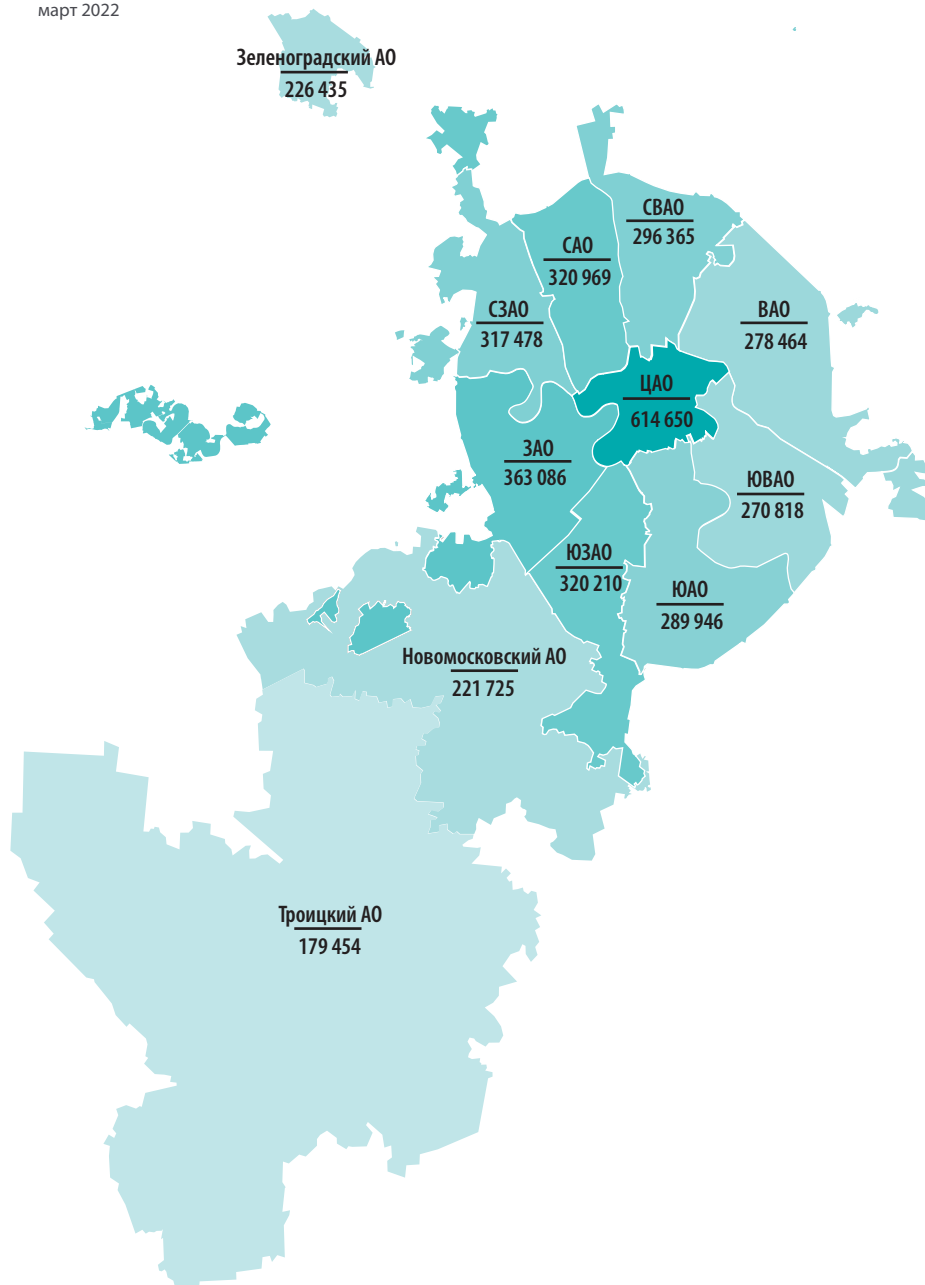 март 2022
Зеленоградский АО
226 435
СВАО
296 365
САО
320 969
СЗАО
317 478
ВАО
278 464
ЦАО
614 650
ЗАО
363 086
ЮВАО
270 818
ЮЗАО
320 210
ЮАО
289 946
Новомосковский АО
221 725
Троицкий АО
179 454